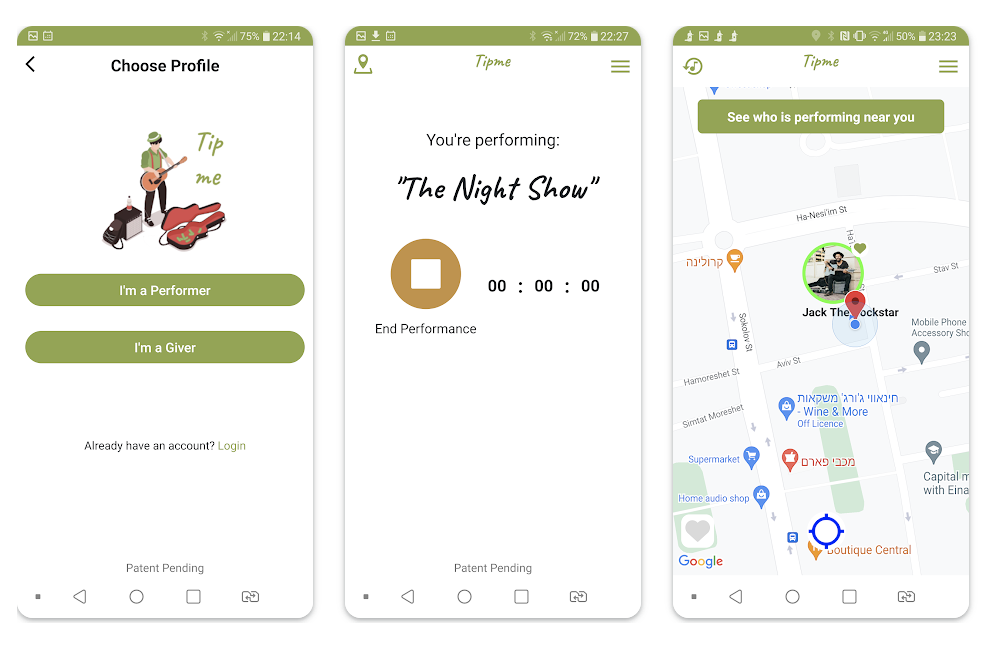 75% 22:14
Choose Profile
Tip
me
I'm a Performer
I'm a Giver
Already have an account? Login
Patent Pending
72% 22:27
Tipme
You're performing:
"The Night Show"
00 : 00 : 00
End Performance
Patent Pending
50% 23:23
Tipme
See who is performing near you
Ha-Nesi'im St
קרולינה
Stav St
Jack The
Sokolov St
Mobile Phone
Accessory Sho
Aviv St
Hamoreshet St
חינאווי ג'ורג' משקאות
- Wine & More
Off Licence
Simtat Moreshet
Supermarket
מכבי פארם
Capital m
with Eina
Home audio shop
Boutique Central
Google